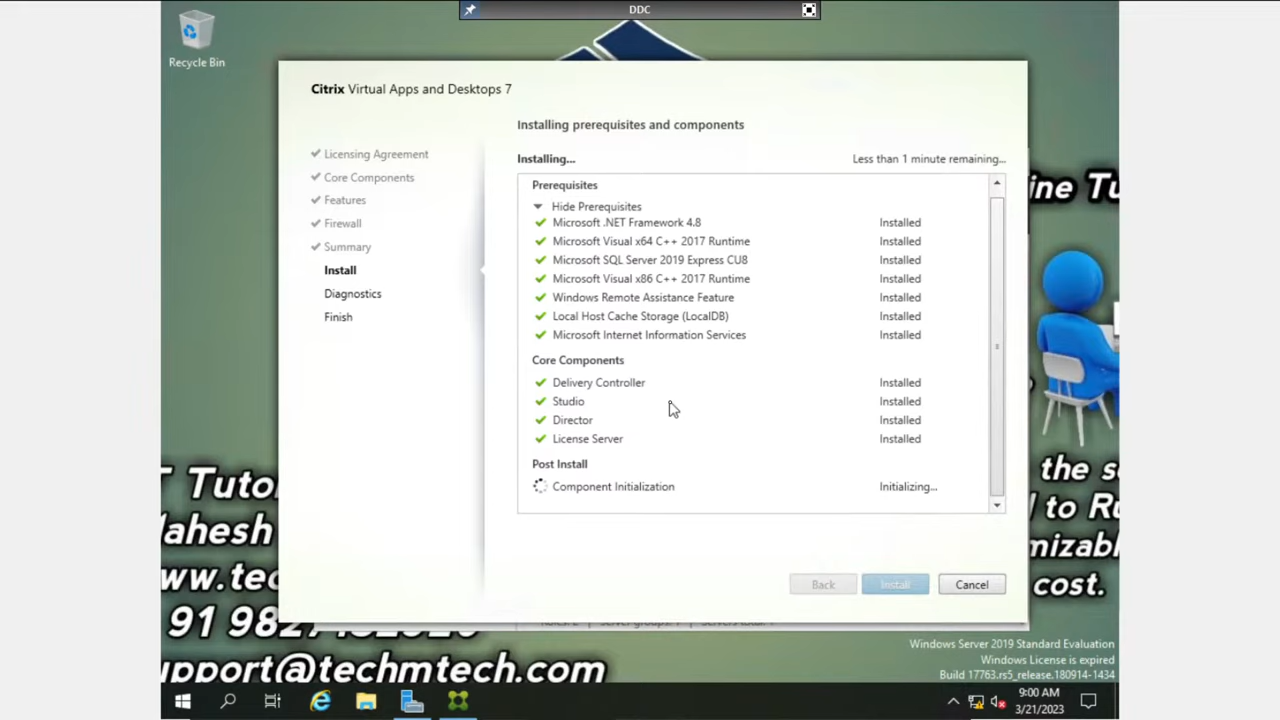 DDC
Recycle Bin
Citrix Virtual Apps and Desktops 7
Licensing Agreement
Core Components
Features
Firewall
Summary
Install
Diagnostics
Finish
Installing prerequisites and components
Installing... Less than 1 minute remaining...
Prerequisites
Hide Prerequisites
Microsoft .NET Framework 4.8 Installed
Microsoft Visual x64 C++ 2017 Runtime Installed
Microsoft SQL Server 2019 Express CU8 Installed
Microsoft Visual x86 C++ 2017 Runtime Installed
Windows Remote Assistance Feature Installed
Local Host Cache Storage (LocalDB) Installed
Microsoft Internet Information Services Installed
Core Components
Delivery Controller Installed
Studio Installed
Director Installed
License Server Installed
Post Install
Component Initialization Initializing...
Back Install Cancel
ine Tu
the s
to Ru
mizabl
cost.
T Tuto
ahesh
ww.tec
91 982
upport@techmtech.com
Windows Server 2019 Standard Evaluation
Windows License is expired
Build 17763.rs5_release.180914-1434
9:00 AM
3/21/2023